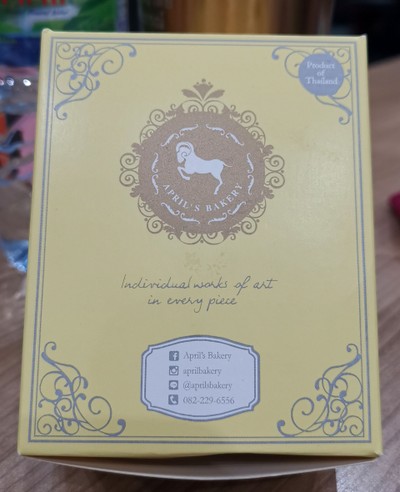 Product
of
Thailand
APRIL'S BAKERY
Individual works of art
in every piece
April's Bakery
aprilbakery
@aprilsbakery
082-229-6556